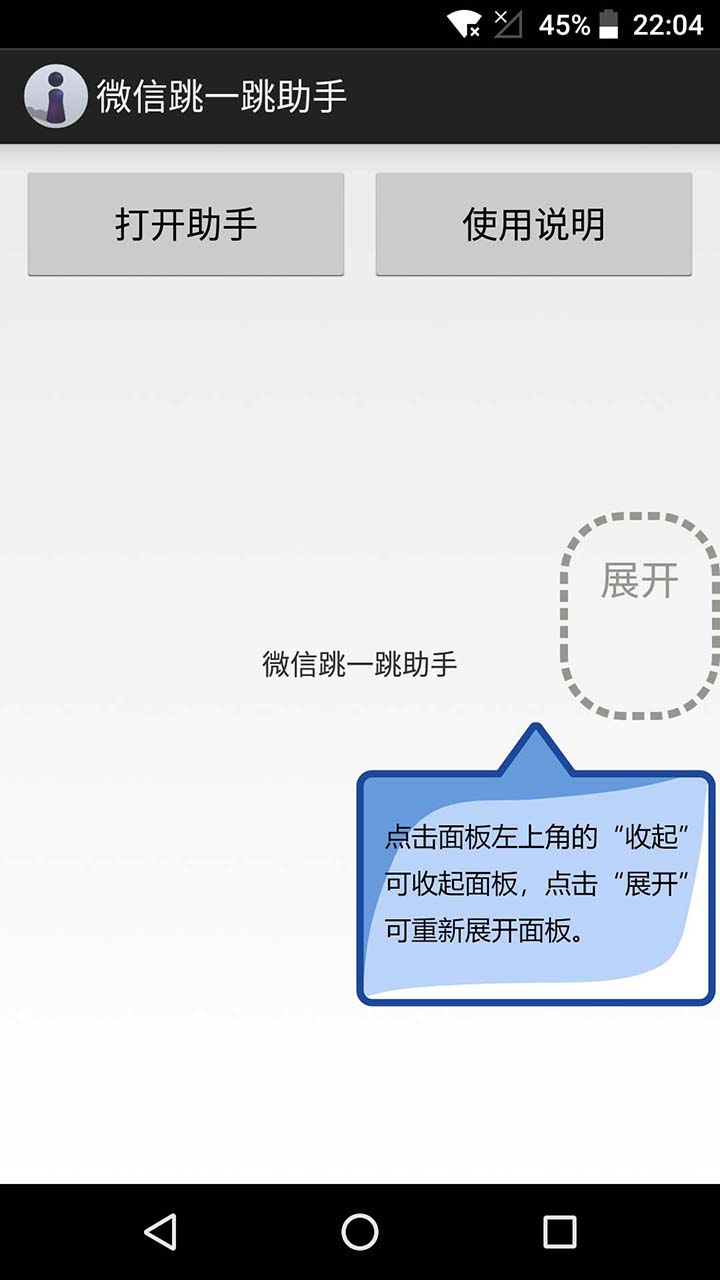 45% 22:04
微信跳一跳助手
打开助手 使用说明
展开
微信跳一跳助手
点击面板左上角的“收起”
可收起面板，点击“展开”
可重新展开面板。